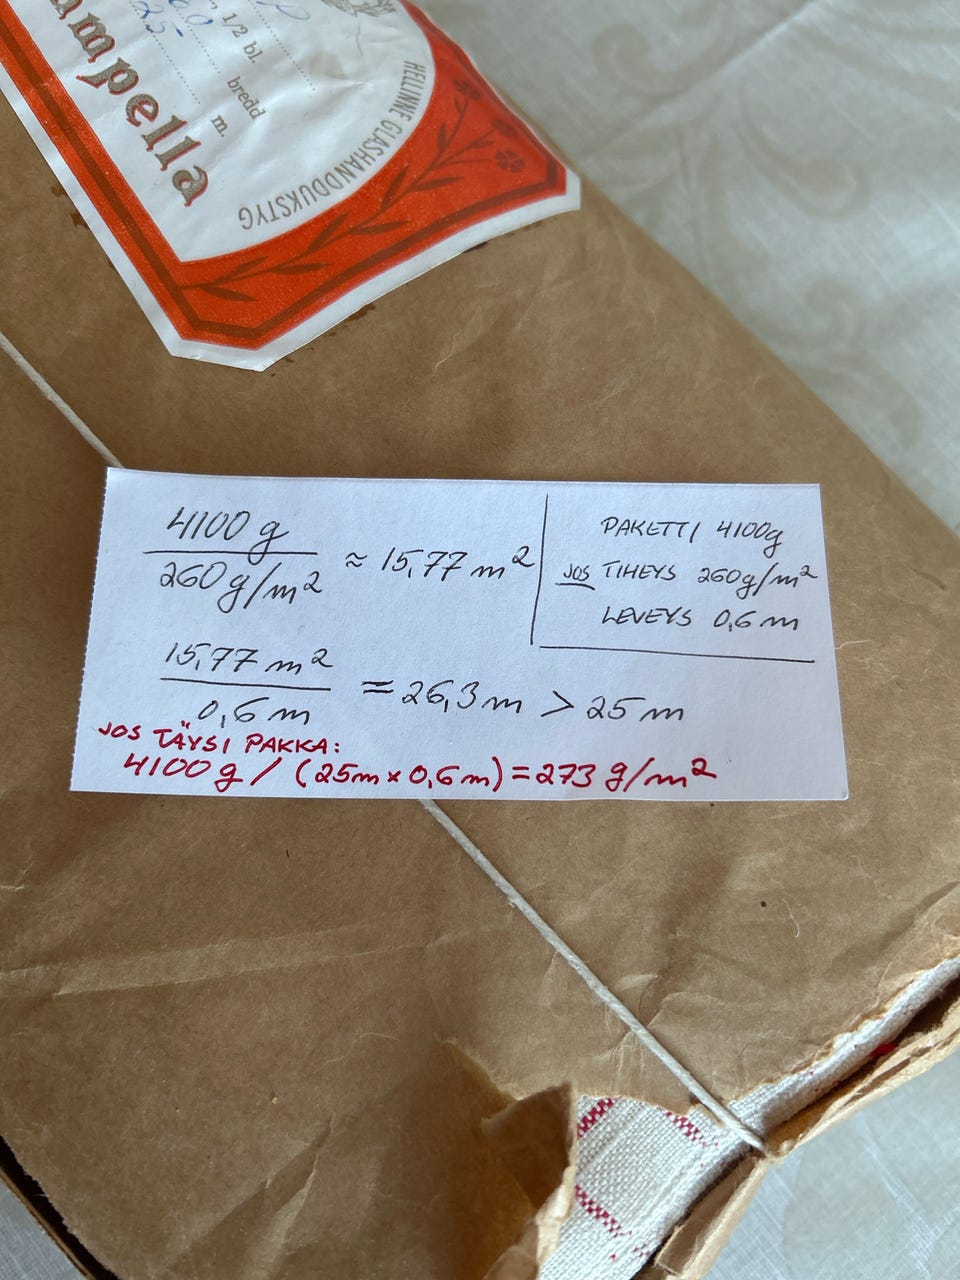 25-
1/2 bl.
bredd
m.
ampella
HELLINNE GLASHANDDUKSTYG
4100 g
260 g/m²
≈ 15,77 m²
PAKETTI 4100g
JOS TIHEYS 260g/m²
LEVEYS 0,6 m
15,77 m²
0,6 m
= 26,3 m > 25 m
JOS TÄYSI PAKKA:
4100 g / (25m × 0,6 m) = 273 g/m²